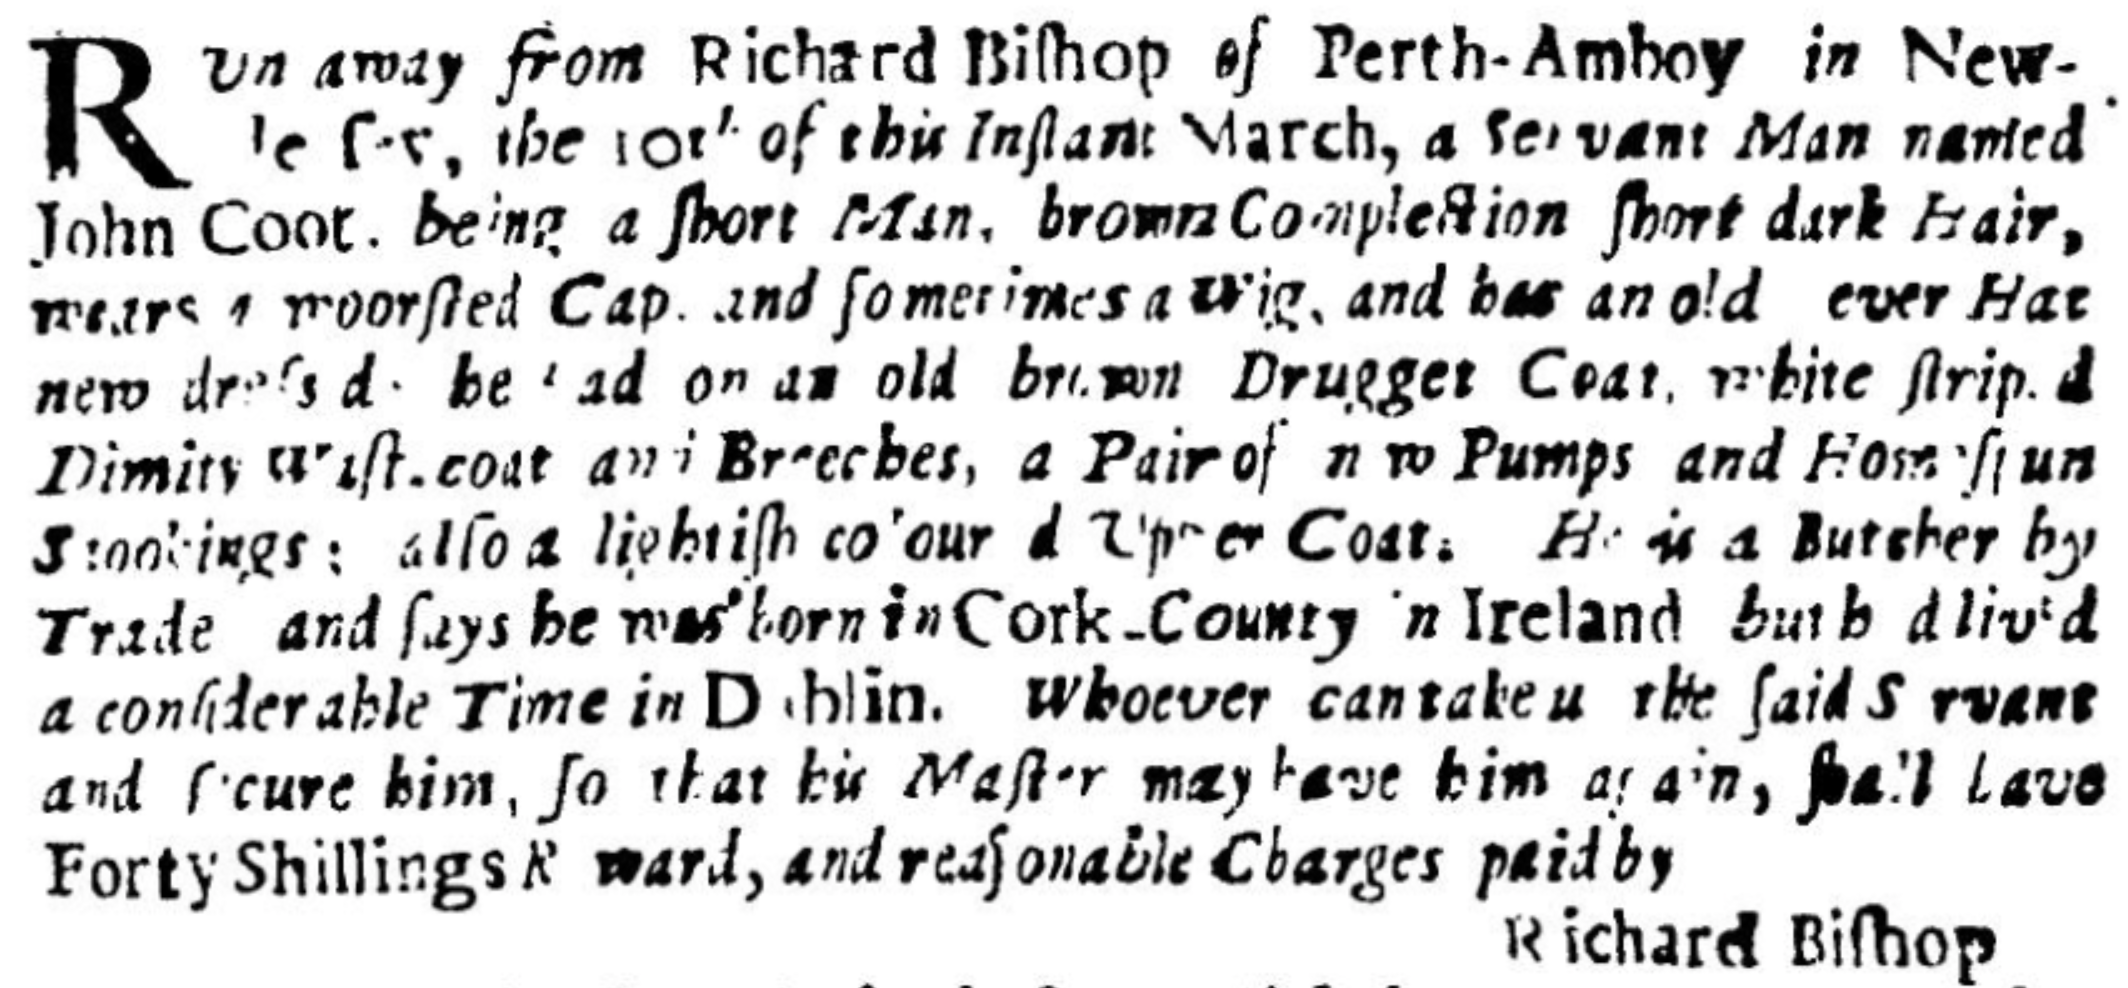 Run away from Richard Biſhop of Perth-Amboy in New-
Jerſey, the 10th of this Inſtant March, a Servant Man named
John Coot. being a ſhort Man, brown Complection ſhort dark Hair,
wears a woorſted Cap. and ſometimes a Wig, and has an old ever Hat
new dreſs d. he had on an old brown Drugget Coat, white ſtrip. d
Dimity Waſt-coat and Breeches, a Pair of new Pumps and Homeſpun
Stockings; alſo a lightiſh colour d Upper Coat. He is a Butcher by
Trade and ſays he was born in Cork-County in Ireland but h d liv'd
a conſiderable Time in Dublin. Whoever can take u the ſaid Servant
and ſecure him, ſo that his Maſter may have him again, ſhall have
Forty Shillings Reward, and reaſonable Charges paid by
Richard Biſhop